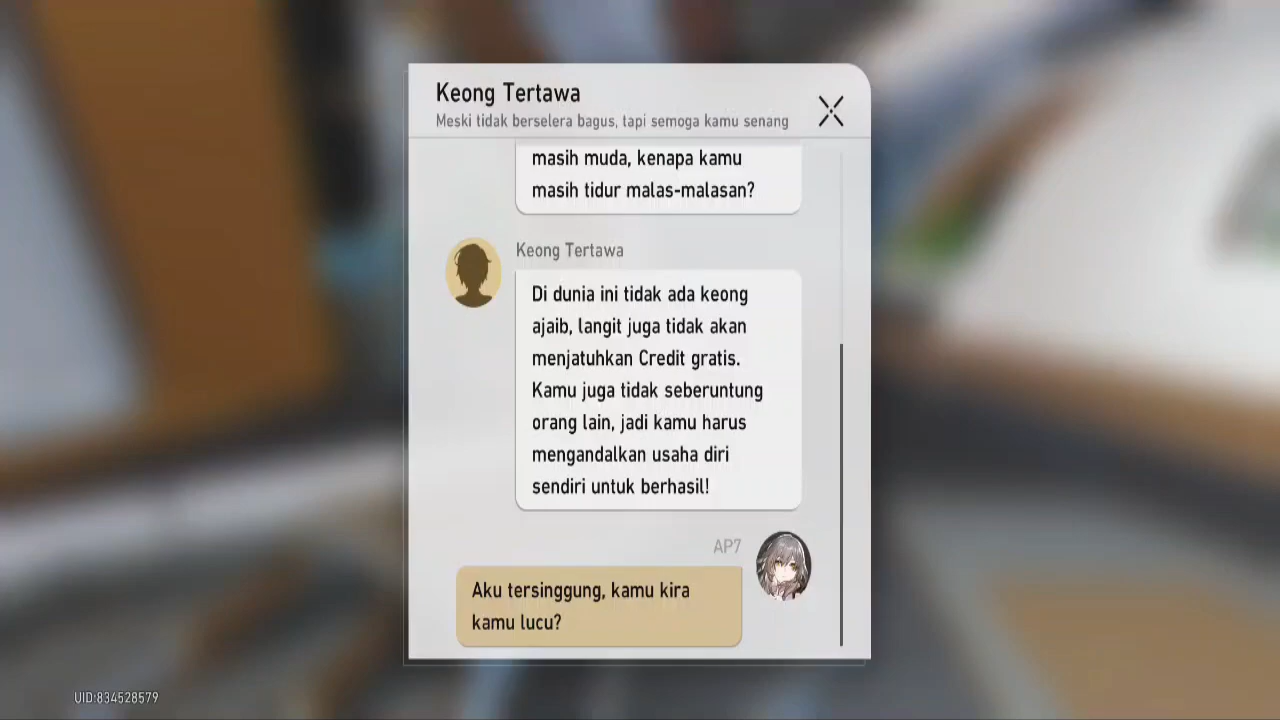 Keong Tertawa
Meski tidak berselera bagus, tapi semoga kamu senang
masih muda, kenapa kamu
masih tidur malas-malasan?
Keong Tertawa
Di dunia ini tidak ada keong
ajaib, langit juga tidak akan
menjatuhkan Credit gratis.
Kamu juga tidak seberuntung
orang lain, jadi kamu harus
mengandalkan usaha diri
sendiri untuk berhasil!
AP7
Aku tersinggung, kamu kira
kamu lucu?
UID:834528579